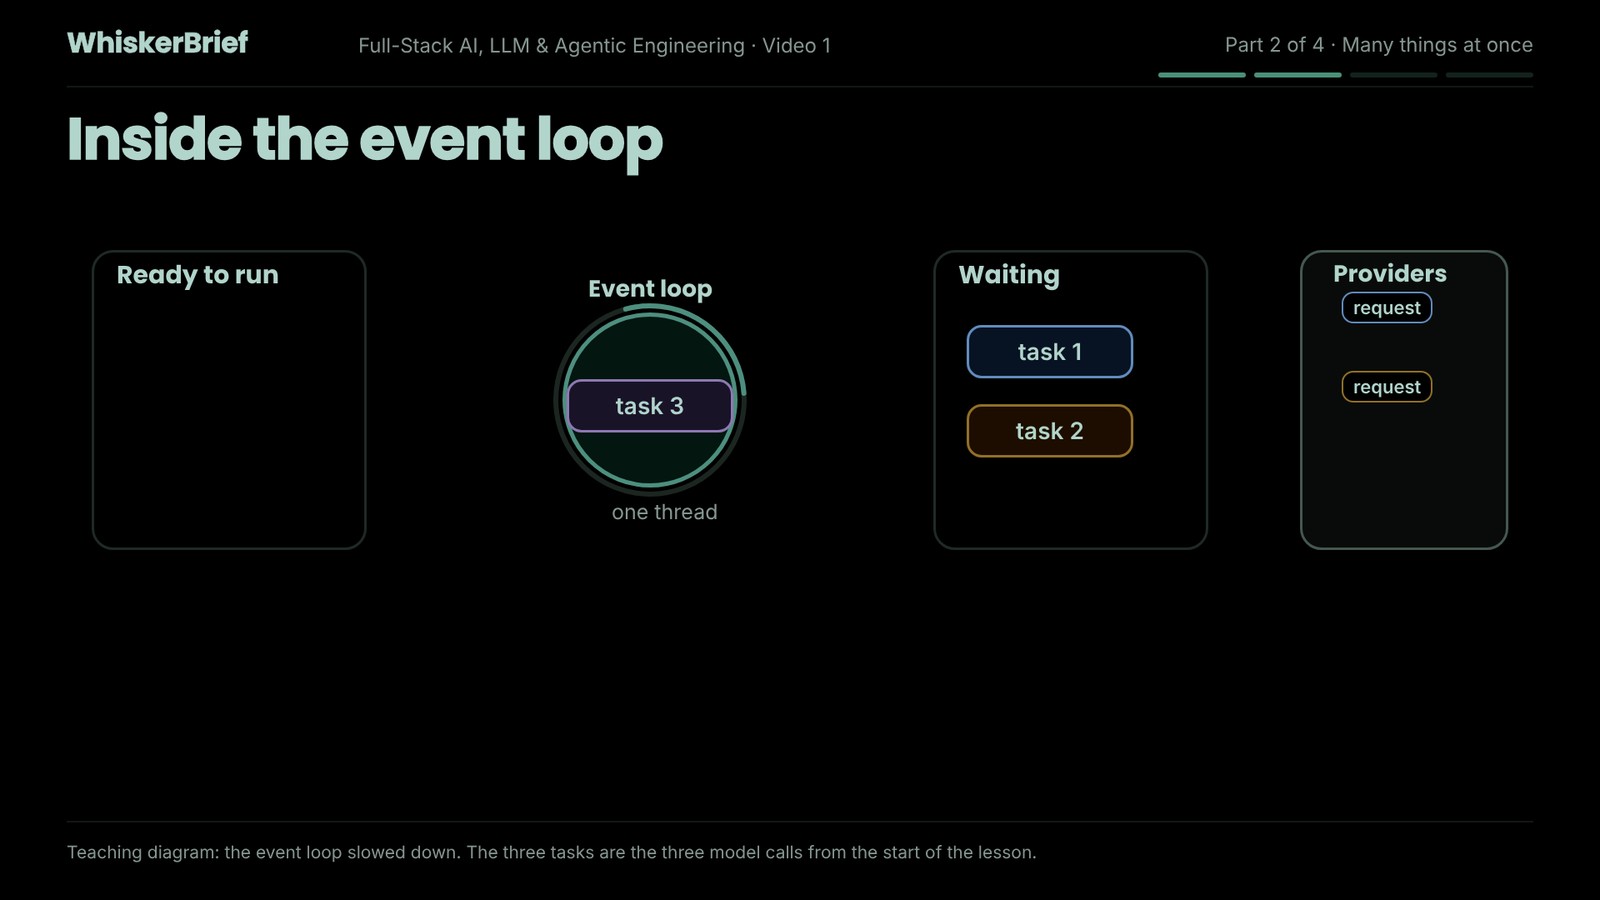 WhiskerBrief
Full-Stack AI, LLM & Agentic Engineering · Video 1
Part 2 of 4 · Many things at once
Inside the event loop
Ready to run
Event loop
task 3
one thread
Waiting
task 1
task 2
Providers
request
request
Teaching diagram: the event loop slowed down. The three tasks are the three model calls from the start of the lesson.